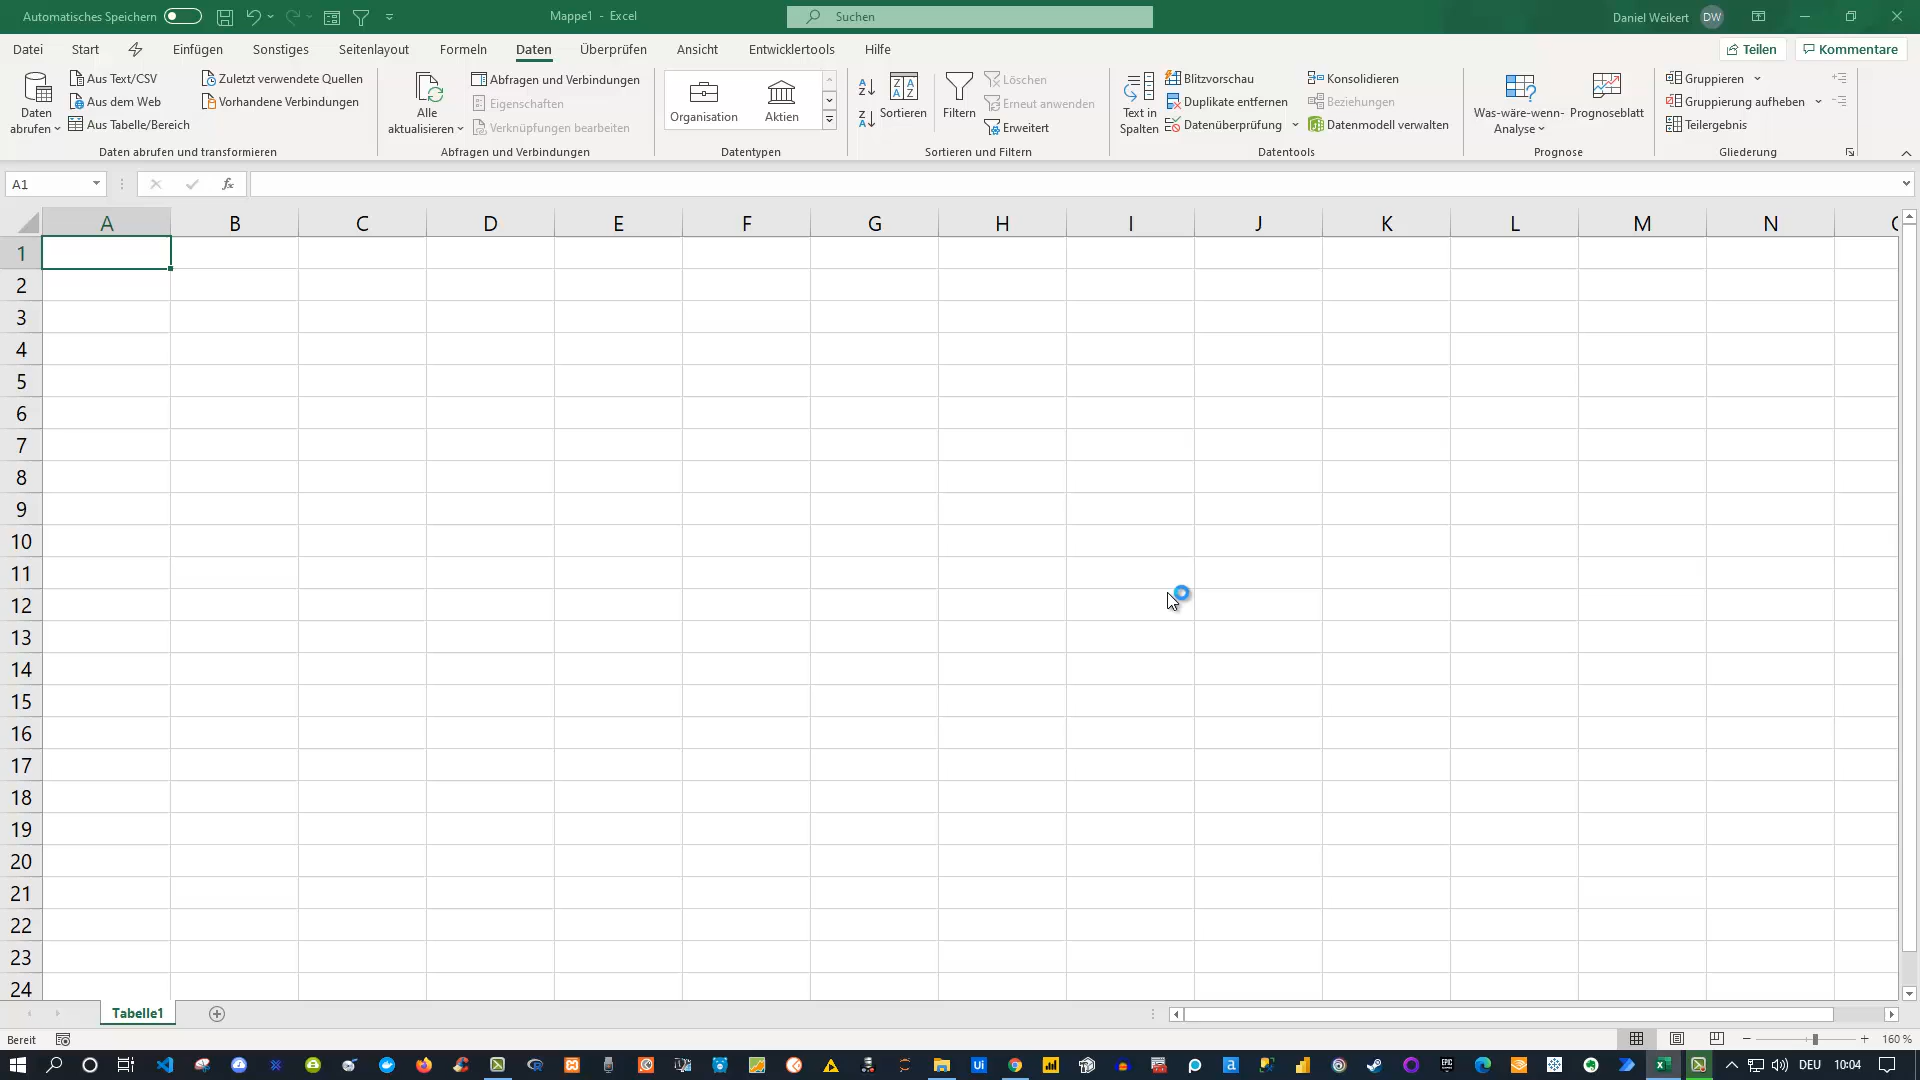 Automatisches Speichern
Mappe1 - Excel
Suchen
Daniel Weikert DW
Datei Start Einfügen Sonstiges Seitenlayout Formeln Daten Überprüfen Ansicht Entwicklertools Hilfe
Teilen Kommentare
Daten abrufen
Aus Text/CSV
Aus dem Web
Aus Tabelle/Bereich
Zuletzt verwendete Quellen
Vorhandene Verbindungen
Daten abrufen und transformieren
Alle aktualisieren
Abfragen und Verbindungen
Eigenschaften
Verknüpfungen bearbeiten
Abfragen und Verbindungen
Organisation
Aktien
Datentypen
Sortieren
Filtern
Löschen
Erneut anwenden
Erweitert
Sortieren und Filtern
Text in Spalten
Blitzvorschau
Duplikate entfernen
Datenüberprüfung
Konsolidieren
Beziehungen
Datenmodell verwalten
Datentools
Was-wäre-wenn-Analyse
Prognoseblatt
Prognose
Gruppieren
Gruppierung aufheben
Teilergebnis
Gliederung
A1
fx
A B C D E F G H I J K L M N
1
2
3
4
5
6
7
8
9
10
11
12
13
14
15
16
17
18
19
20
21
22
23
24
Tabelle1
Bereit
160 %
DEU 10:04